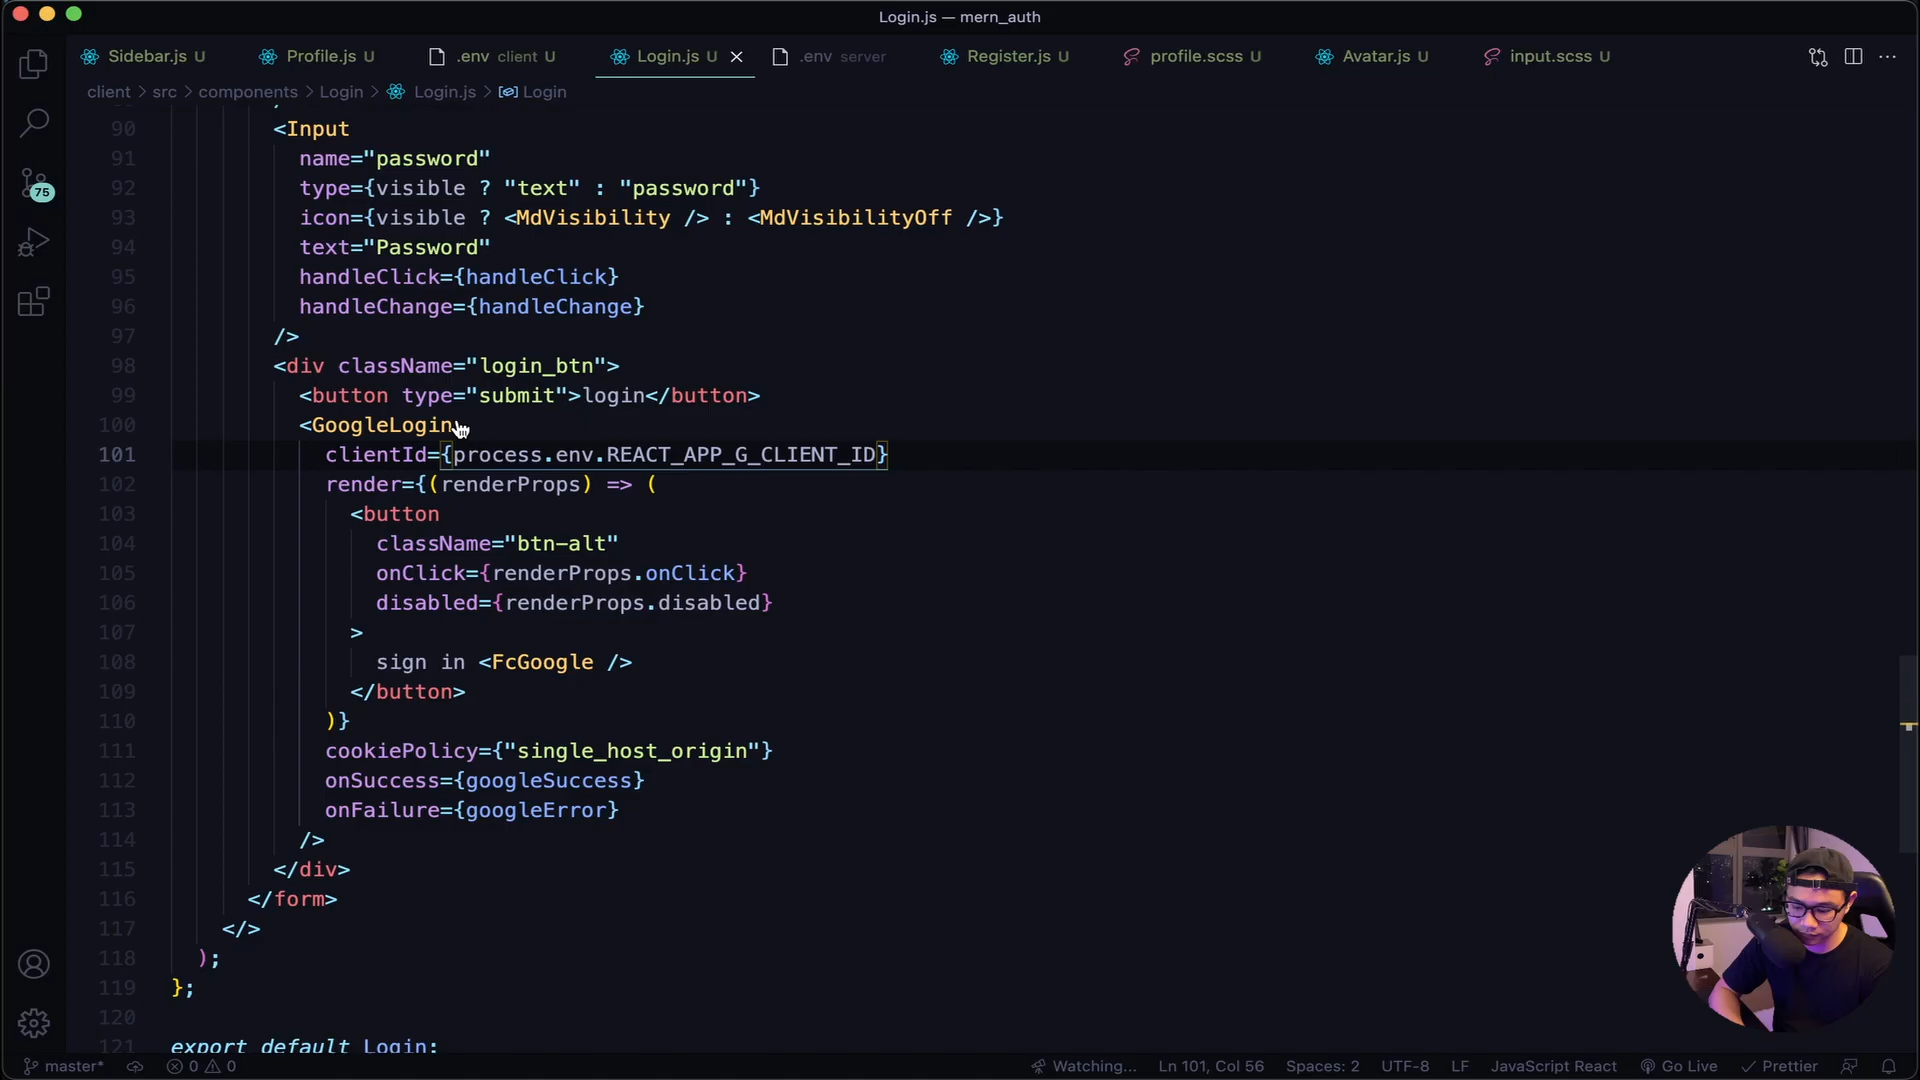 Login.js — mern_auth
Sidebar.js U Profile.js U .env client U Login.js U .env server Register.js U profile.scss U Avatar.js U input.scss U
client > src > components > Login > Login.js > Login
90 <Input
91 name="password"
92 type={visible ? "text" : "password"}
93 icon={visible ? <MdVisibility /> : <MdVisibilityOff />}
94 text="Password"
95 handleClick={handleClick}
96 handleChange={handleChange}
97 />
98 <div className="login_btn">
99 <button type="submit">login</button>
100 <GoogleLogin
101 clientId={process.env.REACT_APP_G_CLIENT_ID}
102 render={(renderProps) => (
103 <button
104 className="btn-alt"
105 onClick={renderProps.onClick}
106 disabled={renderProps.disabled}
107 >
108 sign in <FcGoogle />
109 </button>
110 )}
111 cookiePolicy={"single_host_origin"}
112 onSuccess={googleSuccess}
113 onFailure={googleError}
114 />
115 </div>
116 </form>
117 </>
118 );
119 };
120
121 export default Login;
75
master* 0 0 Watching... Ln 101, Col 56 Spaces: 2 UTF-8 LF JavaScript React Go Live Prettier